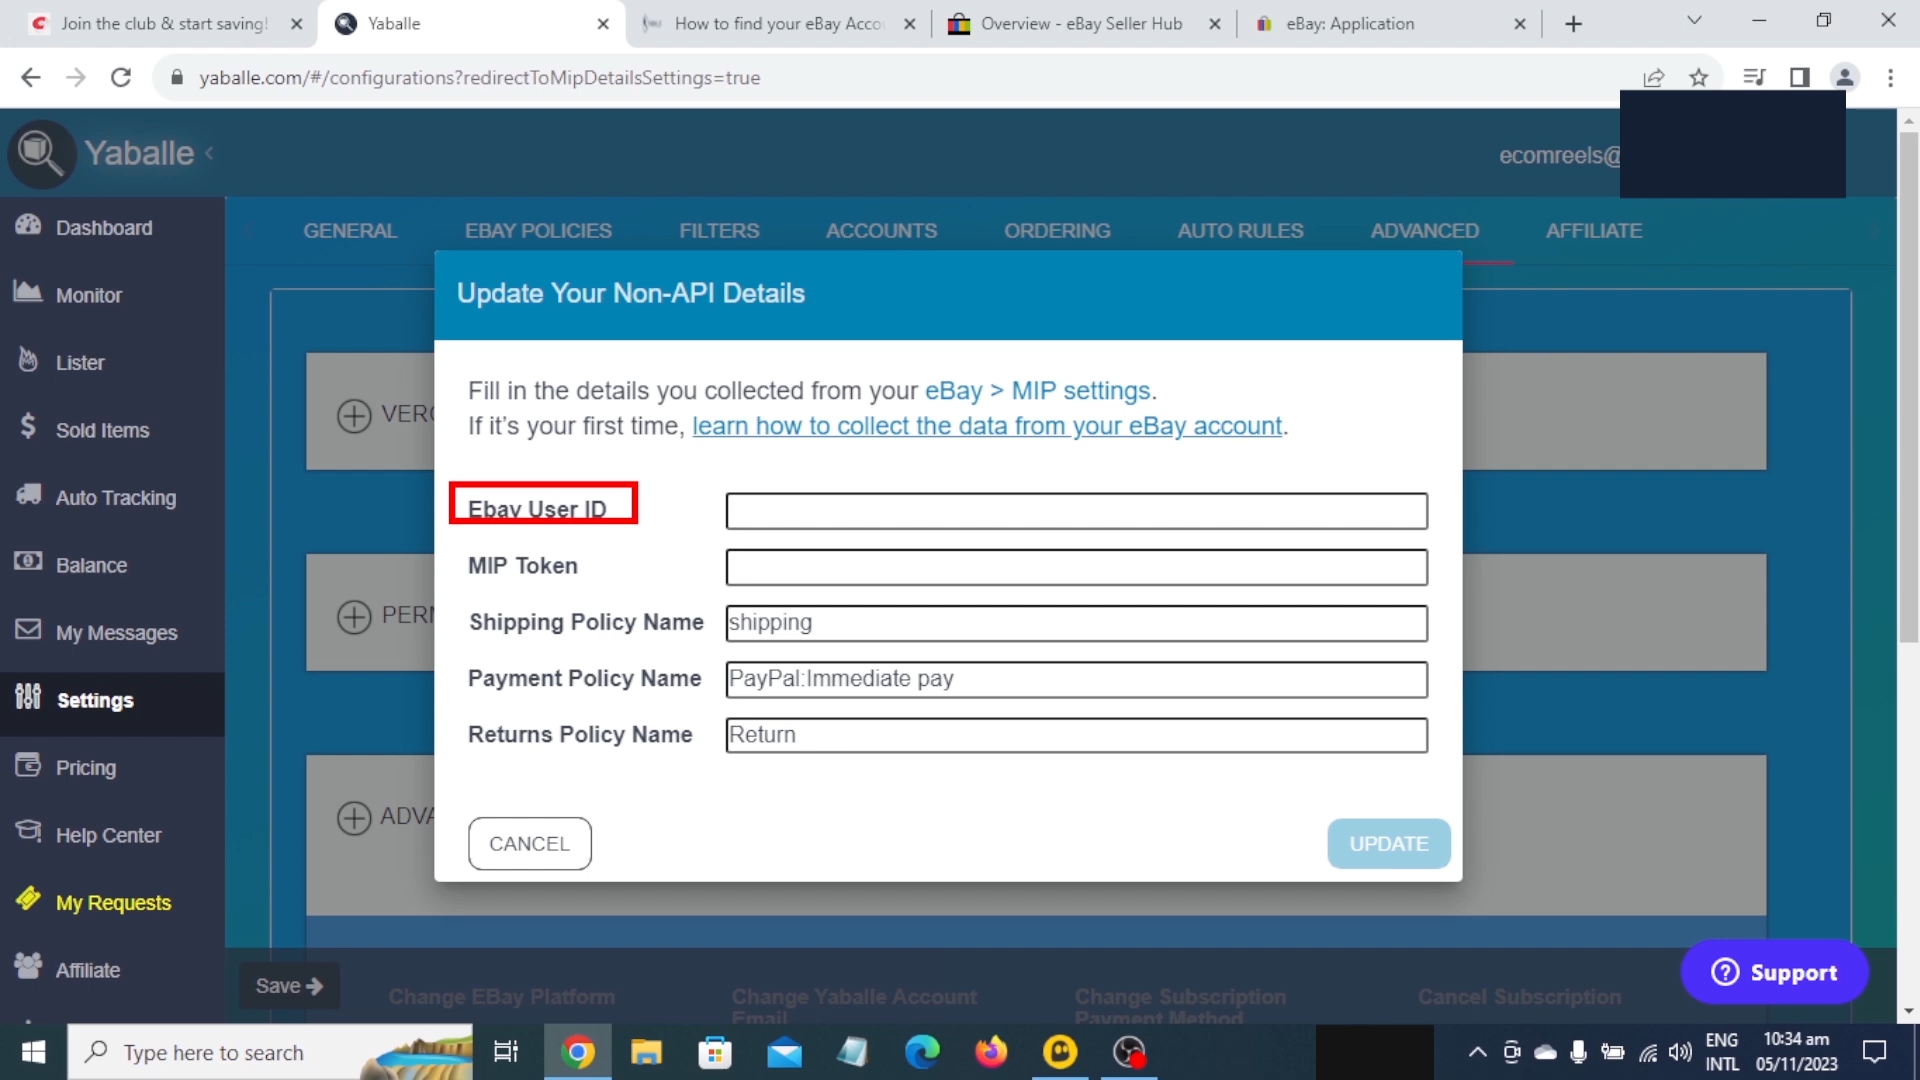 Join the club & start saving!
Yaballe
How to find your eBay Accou
Overview - eBay Seller Hub
eBay: Application
yaballe.com/#/configurations?redirectToMipDetailsSettings=true
Yaballe
ecomreels@
Dashboard
Monitor
Lister
Sold Items
Auto Tracking
Balance
My Messages
Settings
Pricing
Help Center
My Requests
Affiliate
GENERAL EBAY POLICIES FILTERS ACCOUNTS ORDERING AUTO RULES ADVANCED AFFILIATE
VERO
PERM
ADVA
Update Your Non-API Details
Fill in the details you collected from your eBay > MIP settings.
If it's your first time, learn how to collect the data from your eBay account.
Ebay User ID
MIP Token
Shipping Policy Name shipping
Payment Policy Name PayPal:Immediate pay
Returns Policy Name Return
CANCEL UPDATE
Save
Change EBay Platform
Change Yaballe Account
Email
Change Subscription
Payment Method
Cancel Subscription
Support
Type here to search
ENG
INTL
10:34 am
05/11/2023